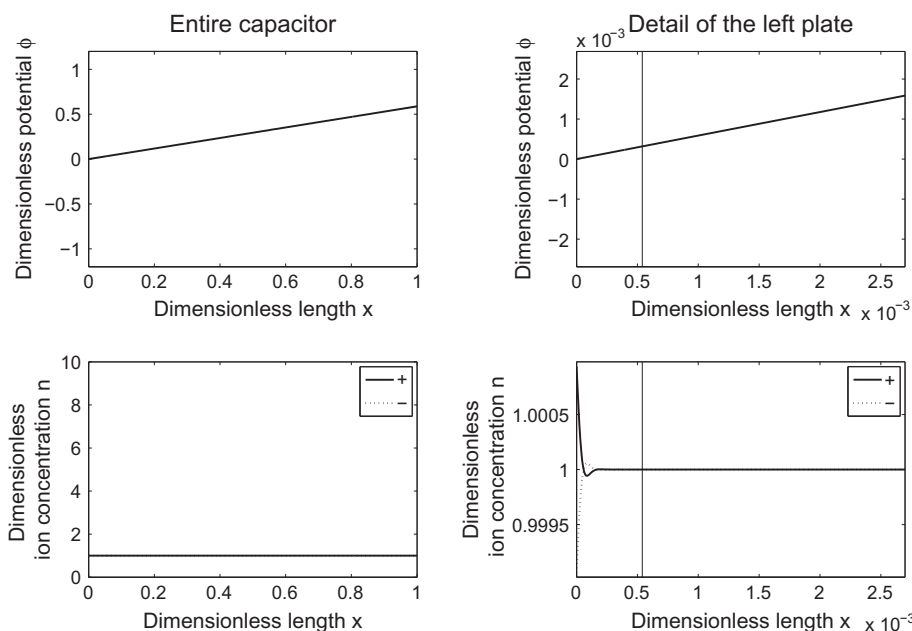 Entire capacitor
Dimensionless potential ϕ
1
0.5
0
−0.5
−1
0 0.2 0.4 0.6 0.8 1
Dimensionless length x
Detail of the left plate
x 10⁻³
Dimensionless potential ϕ
2
1
0
−1
−2
0 0.5 1 1.5 2 2.5
Dimensionless length x x 10⁻³
Dimensionless
ion concentration n
10
8
6
4
2
0
+
−
0 0.2 0.4 0.6 0.8 1
Dimensionless length x
Dimensionless
ion concentration n
1.0005
1
0.9995
+
−
0 0.5 1 1.5 2 2.5
Dimensionless length x x 10⁻³